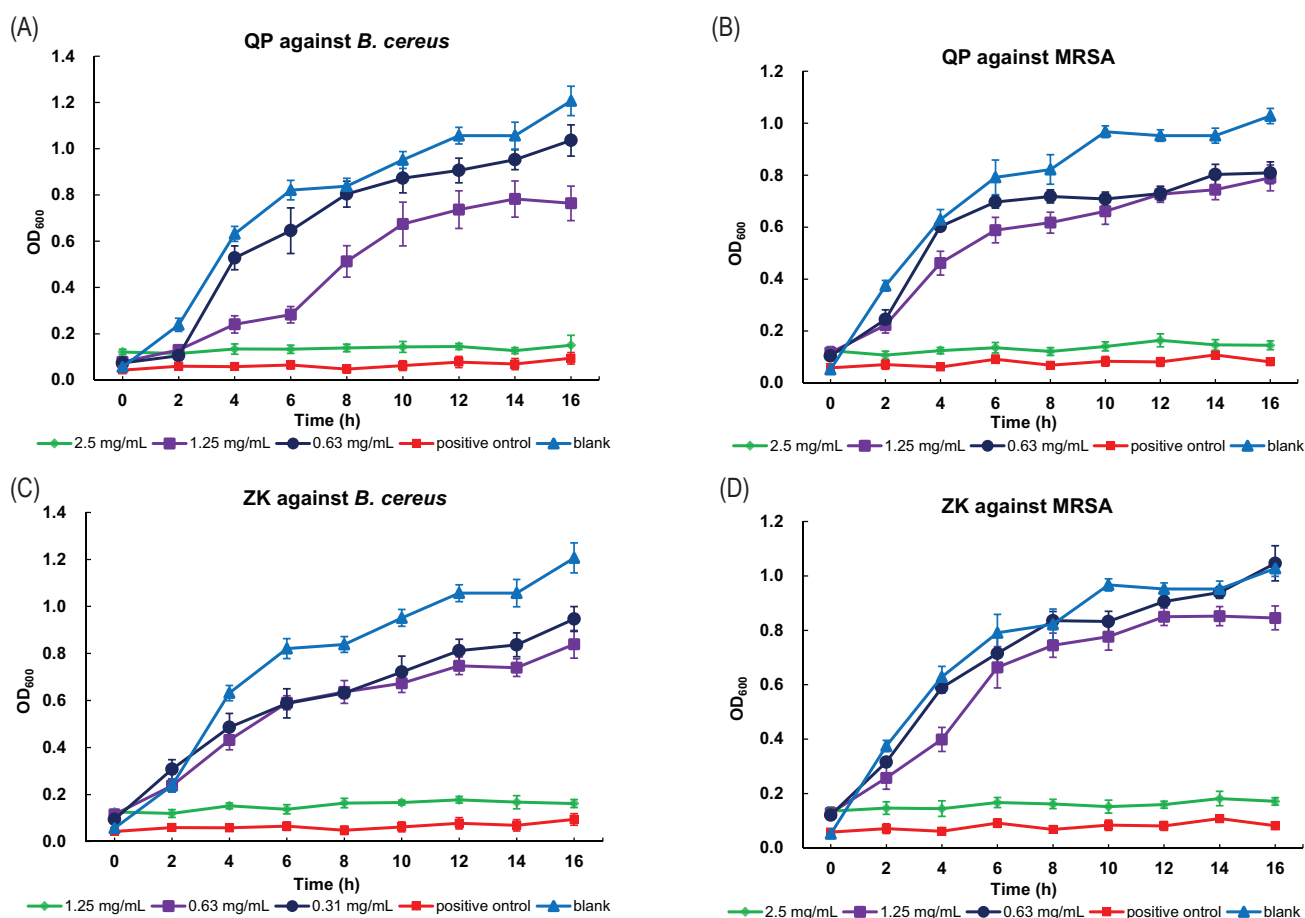 (A)
QP against B. cereus
1.4
1.2
1.0
0.8
0.6
0.4
0.2
0.0
OD600
0 2 4 6 8 10 12 14 16
Time (h)
2.5 mg/mL 1.25 mg/mL 0.63 mg/mL positive ontrol blank
(B)
QP against MRSA
1.2
1.0
0.8
0.6
0.4
0.2
0.0
OD600
0 2 4 6 8 10 12 14 16
Time (h)
2.5 mg/mL 1.25 mg/mL 0.63 mg/mL positive ontrol blank
(C)
ZK against B. cereus
1.4
1.2
1.0
0.8
0.6
0.4
0.2
0.0
OD600
0 2 4 6 8 10 12 14 16
Time (h)
1.25 mg/mL 0.63 mg/mL 0.31 mg/mL positive ontrol blank
(D)
ZK against MRSA
1.2
1.0
0.8
0.6
0.4
0.2
0.0
OD600
0 2 4 6 8 10 12 14 16
Time (h)
2.5 mg/mL 1.25 mg/mL 0.63 mg/mL positive ontrol blank